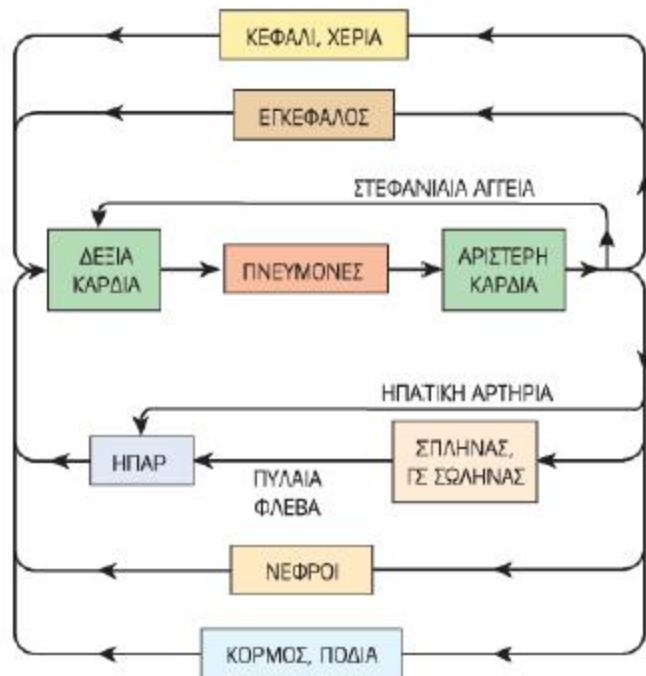 ΚΕΦΑΛΙ, ΧΕΡΙΑ
ΕΓΚΕΦΑΛΟΣ
ΣΤΕΦΑΝΙΑΙΑ ΑΓΓΕΙΑ
ΔΕΞΙΑ
ΚΑΡΔΙΑ
ΠΝΕΥΜΟΝΕΣ
ΑΡΙΣΤΕΡΗ
ΚΑΡΔΙΑ
ΗΠΑΤΙΚΗ ΑΡΤΗΡΙΑ
ΗΠΑΡ
ΠΥΛΑΙΑ
ΦΛΕΒΑ
ΣΠΛΗΝΑΣ,
ΓΣ ΣΩΛΗΝΑΣ
ΝΕΦΡΟΙ
ΚΟΡΜΟΣ, ΠΟΔΙΑ